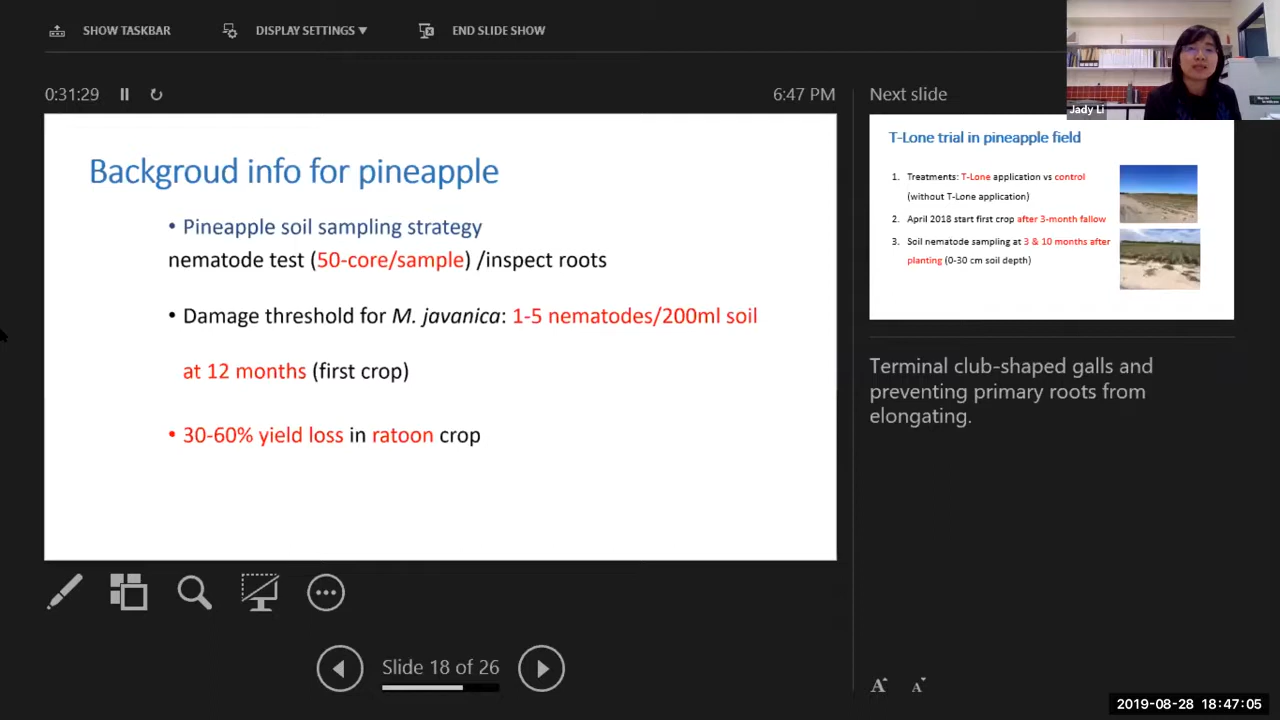 SHOW TASKBAR
DISPLAY SETTINGS ▼
END SLIDE SHOW
Jady Li
0:31:29
6:47 PM
Next slide
Backgroud info for pineapple
• Pineapple soil sampling strategy
nematode test (50-core/sample) /inspect roots
• Damage threshold for M. javanica: 1-5 nematodes/200ml soil
at 12 months (first crop)
• 30-60% yield loss in ratoon crop
T-Lone trial in pineapple field
1. Treatments: T-Lone application vs control
(without T-Lone application)
2. April 2018 start first crop after 3-month fallow
3. Soil nematode sampling at 3 & 10 months after
planting (0-30 cm soil depth)
Terminal club-shaped galls and
preventing primary roots from
elongating.
Slide 18 of 26
A A
2019-08-28 18:47:05